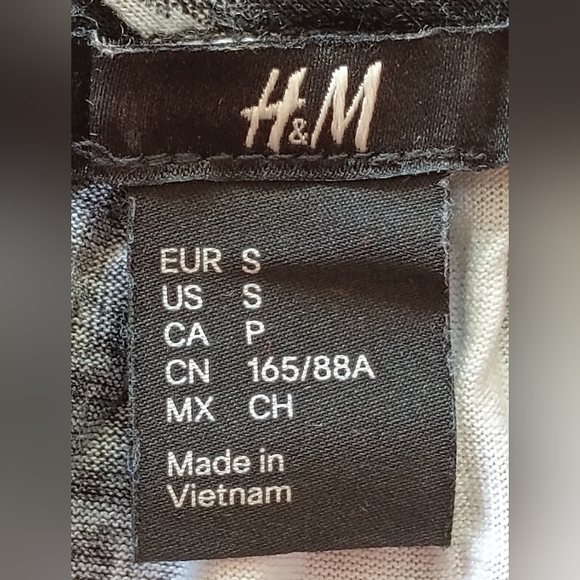 H&M
EUR S
US S
CA P
CN 165/88A
MX CH
Made in
Vietnam